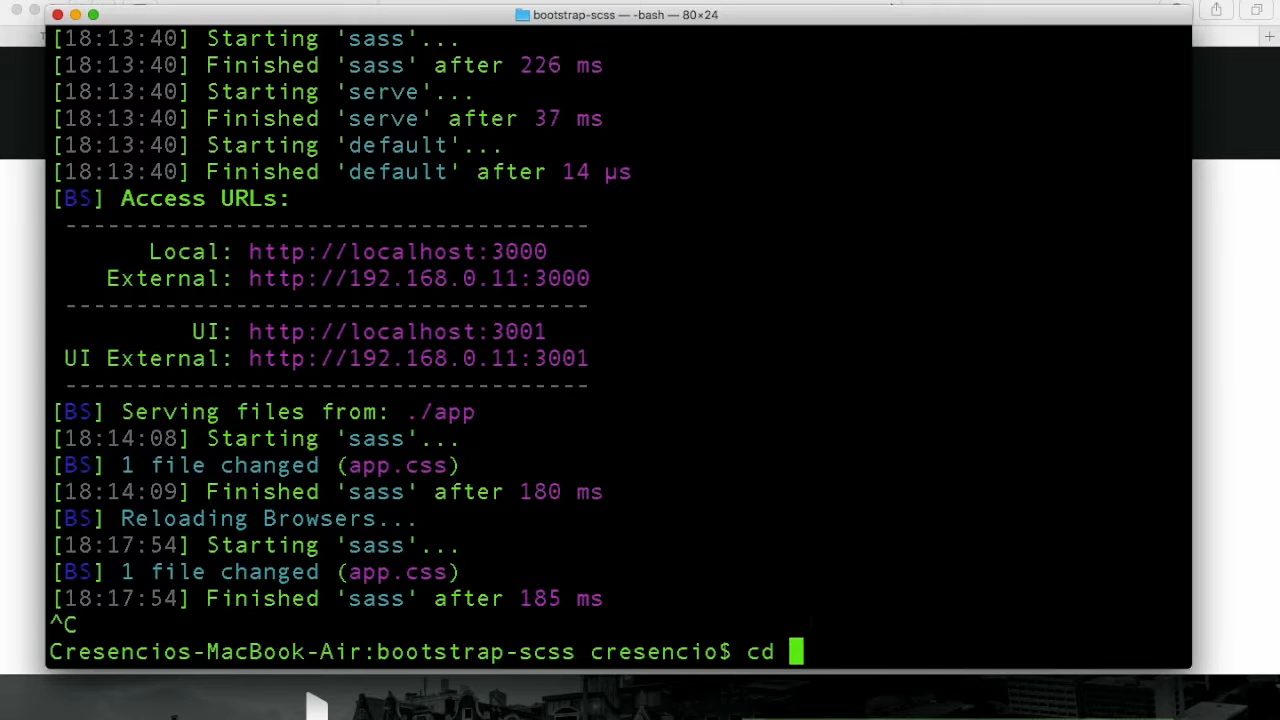 bootstrap-scss — -bash — 80×24
[18:13:40] Starting 'sass'...
[18:13:40] Finished 'sass' after 226 ms
[18:13:40] Starting 'serve'...
[18:13:40] Finished 'serve' after 37 ms
[18:13:40] Starting 'default'...
[18:13:40] Finished 'default' after 14 μs
[BS] Access URLs:
-------------------------------------
Local: http://localhost:3000
External: http://192.168.0.11:3000
-------------------------------------
UI: http://localhost:3001
UI External: http://192.168.0.11:3001
-------------------------------------
[BS] Serving files from: ./app
[18:14:08] Starting 'sass'...
[BS] 1 file changed (app.css)
[18:14:09] Finished 'sass' after 180 ms
[BS] Reloading Browsers...
[18:17:54] Starting 'sass'...
[BS] 1 file changed (app.css)
[18:17:54] Finished 'sass' after 185 ms
^C
Cresencios-MacBook-Air:bootstrap-scss cresencio$ cd